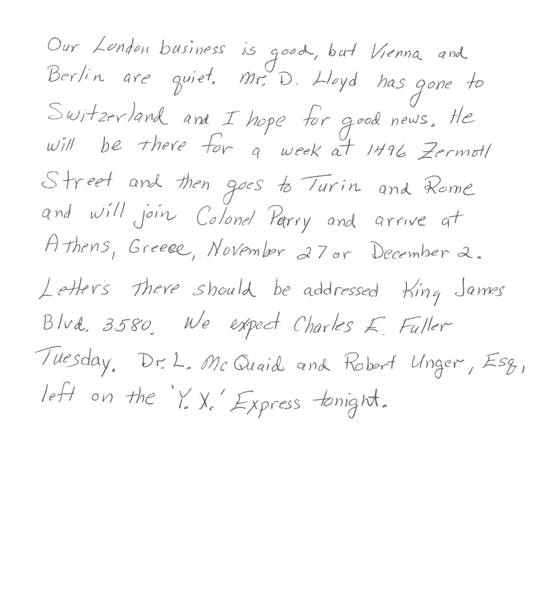 Our London business is good, but Vienna and
Berlin are quiet. Mr. D. Lloyd has gone to
Switzerland and I hope for good news. He
will be there for a week at 1496 Zermott
Street and then goes to Turin and Rome
and will join Colonel Parry and arrive at
Athens, Greece, November 27 or December 2.
Letters there should be addressed King James
Blvd. 3580. We expect Charles E. Fuller
Tuesday. Dr. L. McQuaid and Robert Unger, Esq,
left on the 'Y. X.' Express tonight.